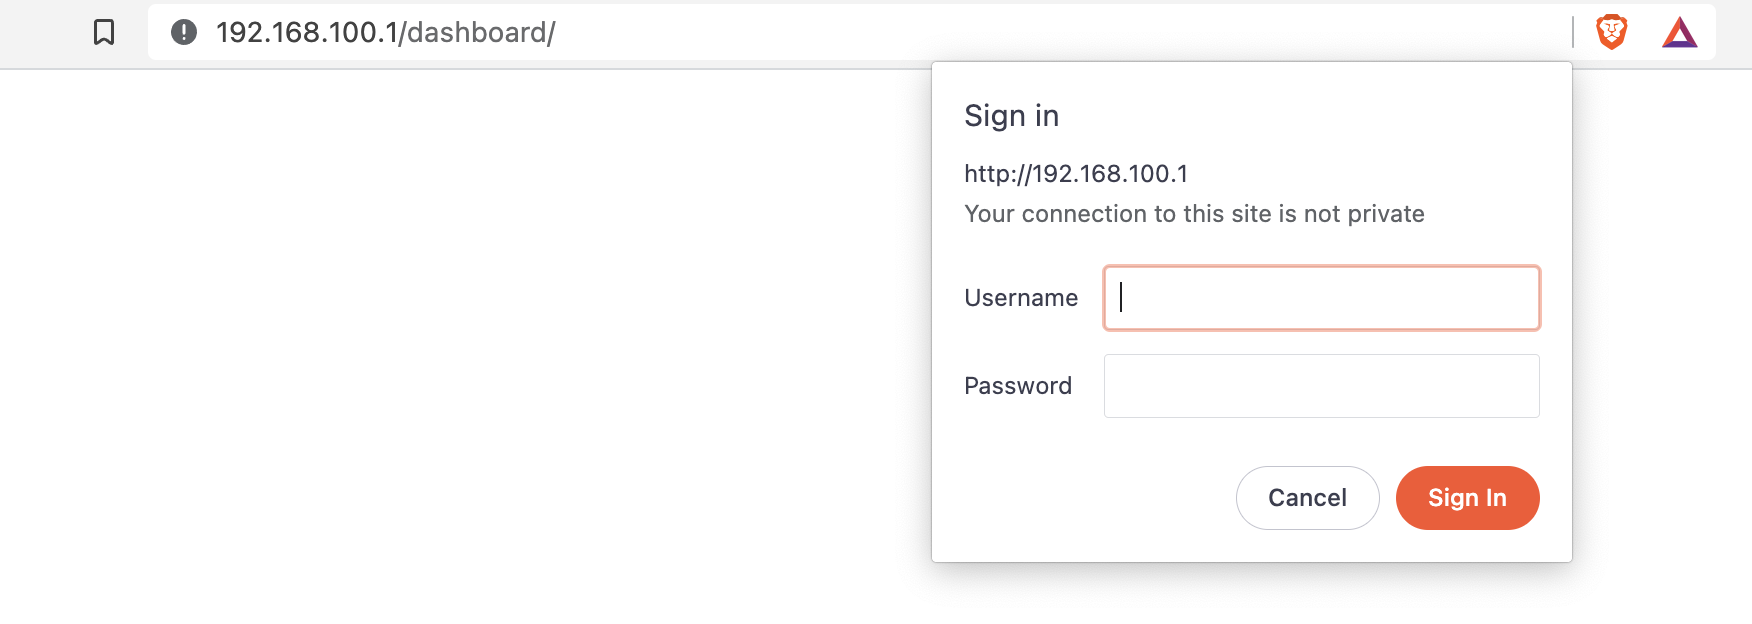 192.168.100.1/dashboard/
Sign in
http://192.168.100.1
Your connection to this site is not private
Username
Password
Cancel Sign In